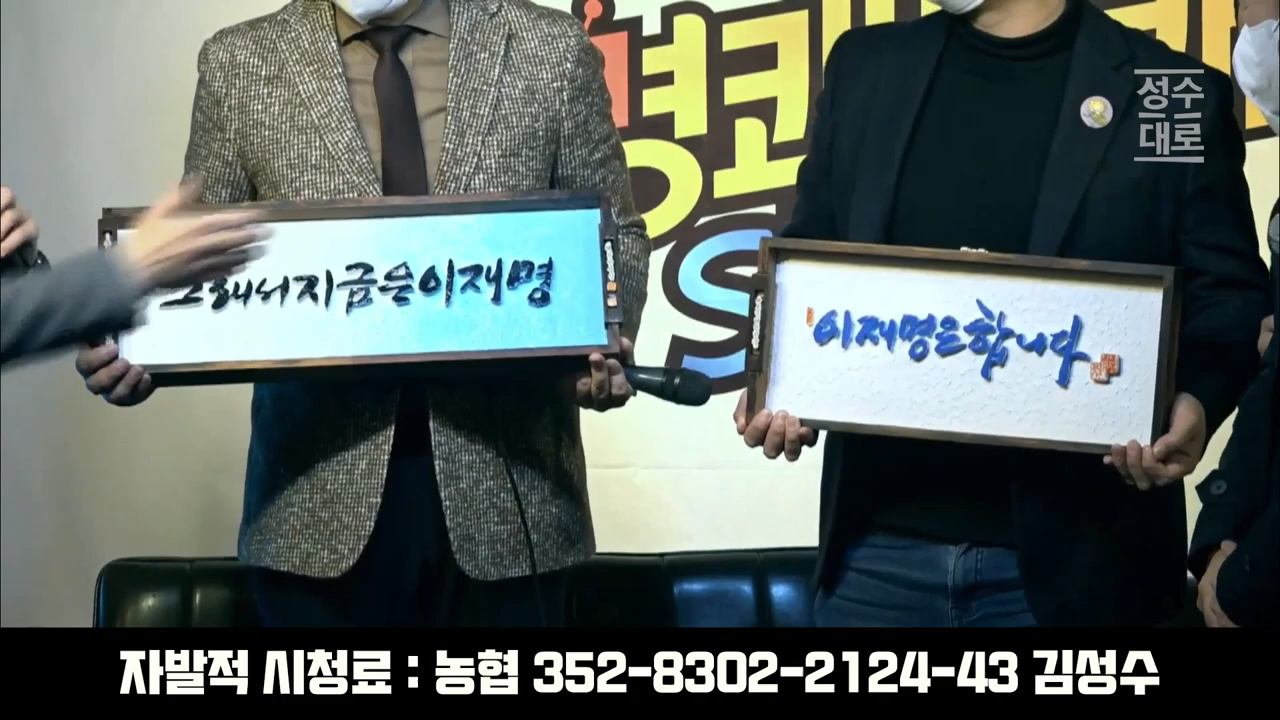 성수
대로
그래서지금은이재명
이재명은합니다
자발적 시청료 : 농협 352-8302-2124-43 김성수